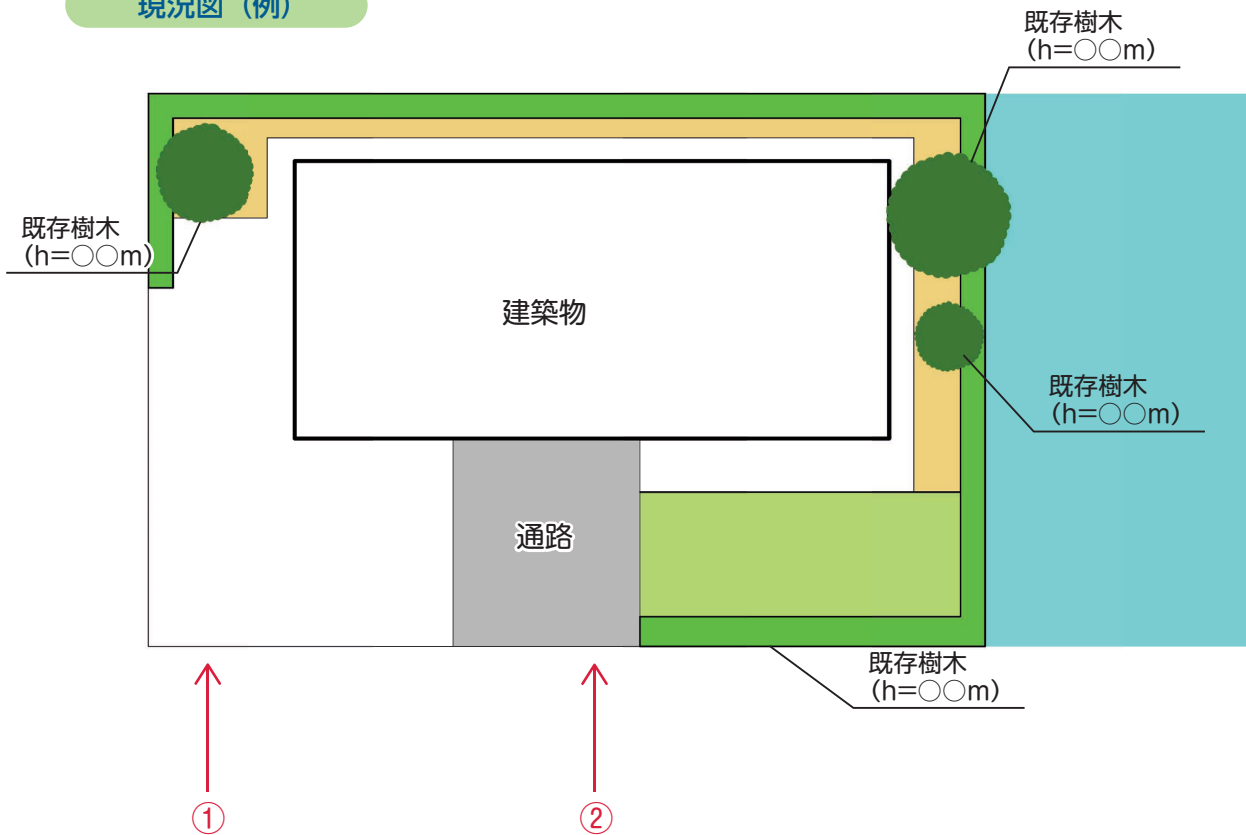 現況図（例）
既存樹木
（h=○○m）
既存樹木
（h=○○m）
建築物
既存樹木
（h=○○m）
通路
既存樹木
（h=○○m）
①
②